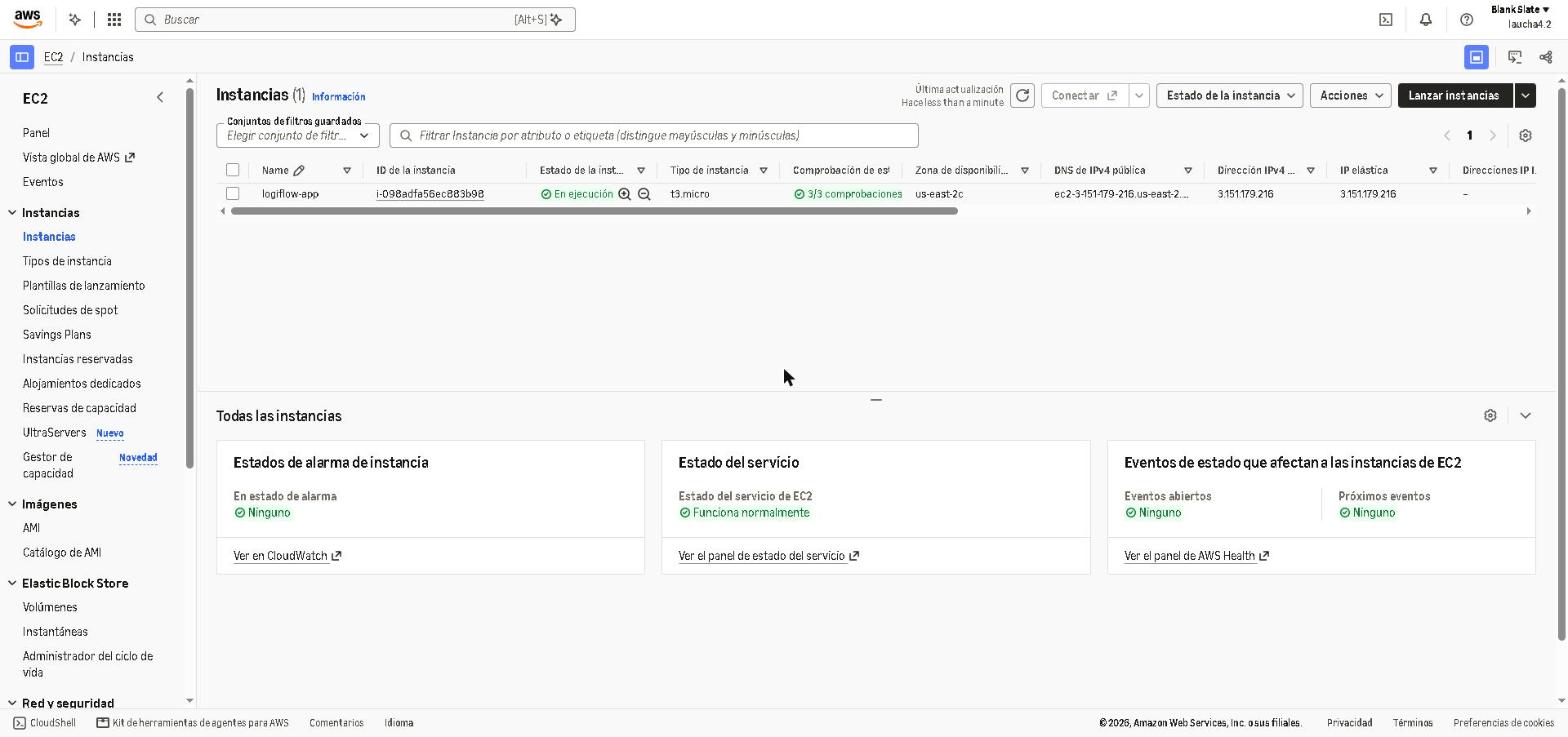 aws
Buscar
[Alt+S]
Blank Slate
laucha4.2
EC2 / Instancias
EC2
Panel
Vista global de AWS
Eventos
Instancias
Instancias
Tipos de instancia
Plantillas de lanzamiento
Solicitudes de spot
Savings Plans
Instancias reservadas
Alojamientos dedicados
Reservas de capacidad
UltraServers Nuevo
Gestor de capacidad Novedad
Imágenes
AMI
Catálogo de AMI
Elastic Block Store
Volúmenes
Instantáneas
Administrador del ciclo de
vida
Red y seguridad
Instancias (1) Información
Última actualización
Hace less than a minute
Conectar
Estado de la instancia
Acciones
Lanzar instancias
Conjuntos de filtros guardados
Elegir conjunto de filtr...
Filtrar Instancia por atributo o etiqueta (distingue mayúsculas y minúsculas)
1
Name ID de la instancia Estado de la inst... Tipo de instancia Comprobación de es Zona de disponibili... DNS de IPv4 pública Dirección IPv4 ... IP elástica Direcciones IP I.
logiflow-app i-098adfa56ec883b98 En ejecución t3.micro 3/3 comprobaciones us-east-2c ec2-3-151-179-216.us-east-2.... 3.151.179.216 3.151.179.216 –
Todas las instancias
Estados de alarma de instancia
En estado de alarma
Ninguno
Ver en CloudWatch
Estado del servicio
Estado del servicio de EC2
Funciona normalmente
Ver el panel de estado del servicio
Eventos de estado que afectan a las instancias de EC2
Eventos abiertos Próximos eventos
Ninguno Ninguno
Ver el panel de AWS Health
CloudShell Kit de herramientas de agentes para AWS Comentarios Idioma © 2026, Amazon Web Services, Inc. o sus filiales. Privacidad Términos Preferencias de cookies